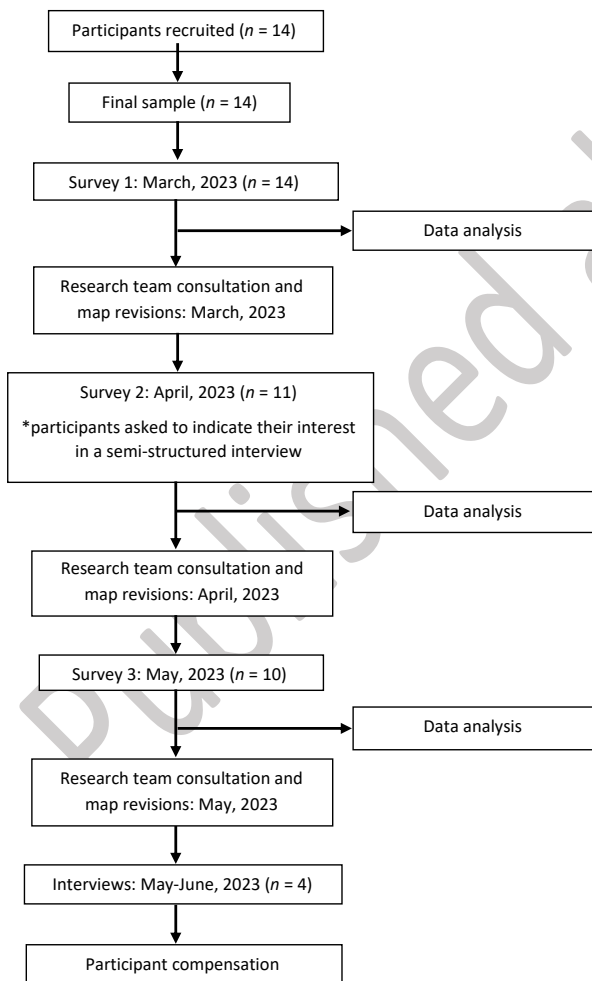 Participants recruited (n = 14)
Final sample (n = 14)
Survey 1: March, 2023 (n = 14)
Data analysis
Research team consultation and
map revisions: March, 2023
Survey 2: April, 2023 (n = 11)
*participants asked to indicate their interest
in a semi-structured interview
Data analysis
Research team consultation and
map revisions: April, 2023
Survey 3: May, 2023 (n = 10)
Data analysis
Research team consultation and
map revisions: May, 2023
Interviews: May-June, 2023 (n = 4)
Participant compensation
Published